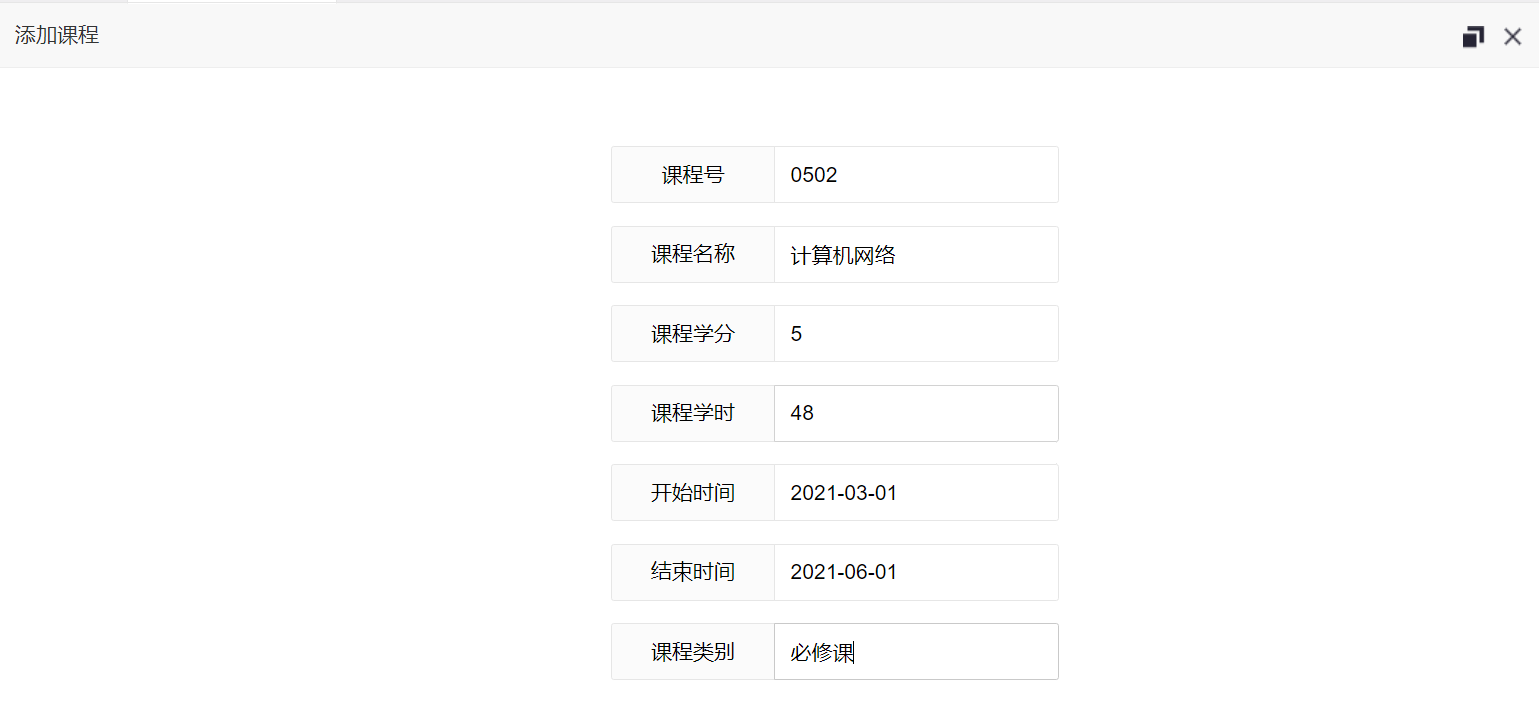 添加课程
课程号 0502
课程名称 计算机网络
课程学分 5
课程学时 48
开始时间 2021-03-01
结束时间 2021-06-01
课程类别 必修课